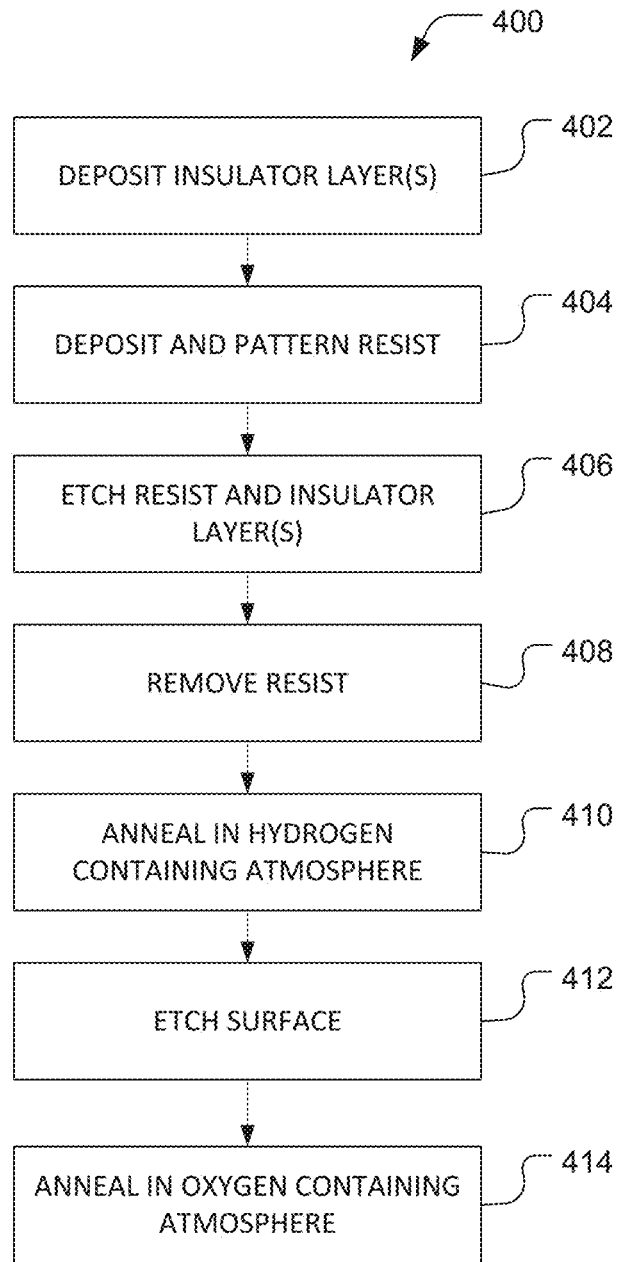 400
402
DEPOSIT INSULATOR LAYER(S)
404
DEPOSIT AND PATTERN RESIST
406
ETCH RESIST AND INSULATOR
LAYER(S)
408
REMOVE RESIST
410
ANNEAL IN HYDROGEN
CONTAINING ATMOSPHERE
412
ETCH SURFACE
414
ANNEAL IN OXYGEN CONTAINING
ATMOSPHERE